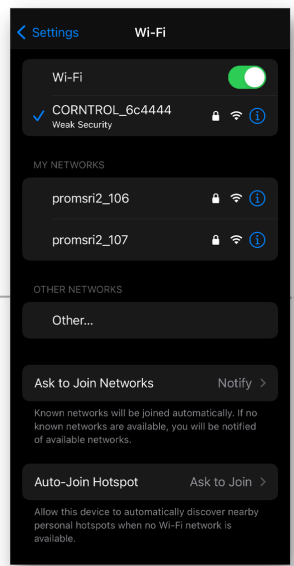 Settings
Wi-Fi
Wi-Fi
CORNTROL_6c4444
Weak Security
MY NETWORKS
promsri2_106
promsri2_107
OTHER NETWORKS
Other...
Ask to Join Networks Notify
Known networks will be joined automatically. If no
known networks are available, you will be notified
of available networks.
Auto-Join Hotspot Ask to Join
Allow this device to automatically discover nearby
personal hotspots when no Wi-Fi network is
available.